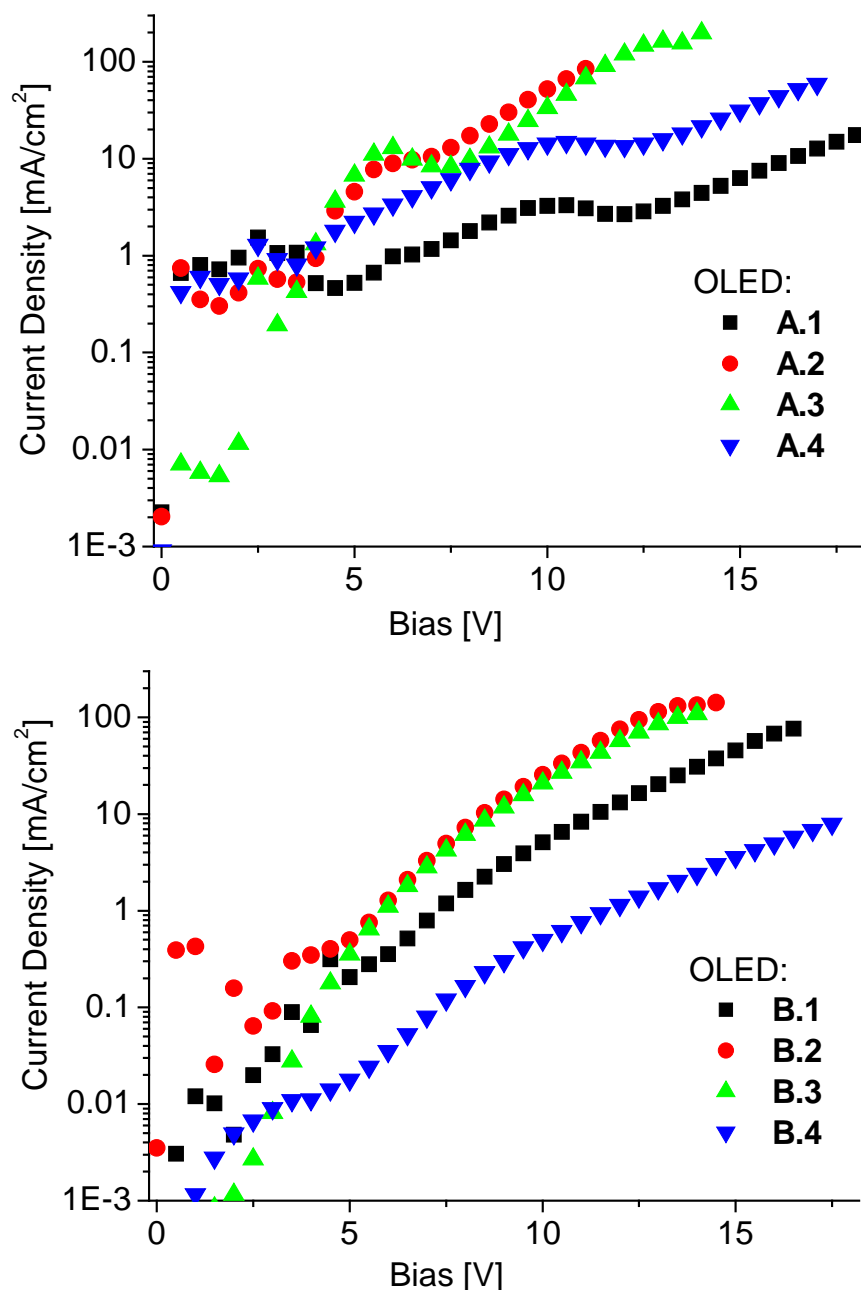 100
10
1
0.1
0.01
1E-3
Current Density [mA/cm²]
OLED:
A.1
A.2
A.3
A.4
0 5 10 15
Bias [V]
100
10
1
0.1
0.01
1E-3
Current Density [mA/cm²]
OLED:
B.1
B.2
B.3
B.4
0 5 10 15
Bias [V]